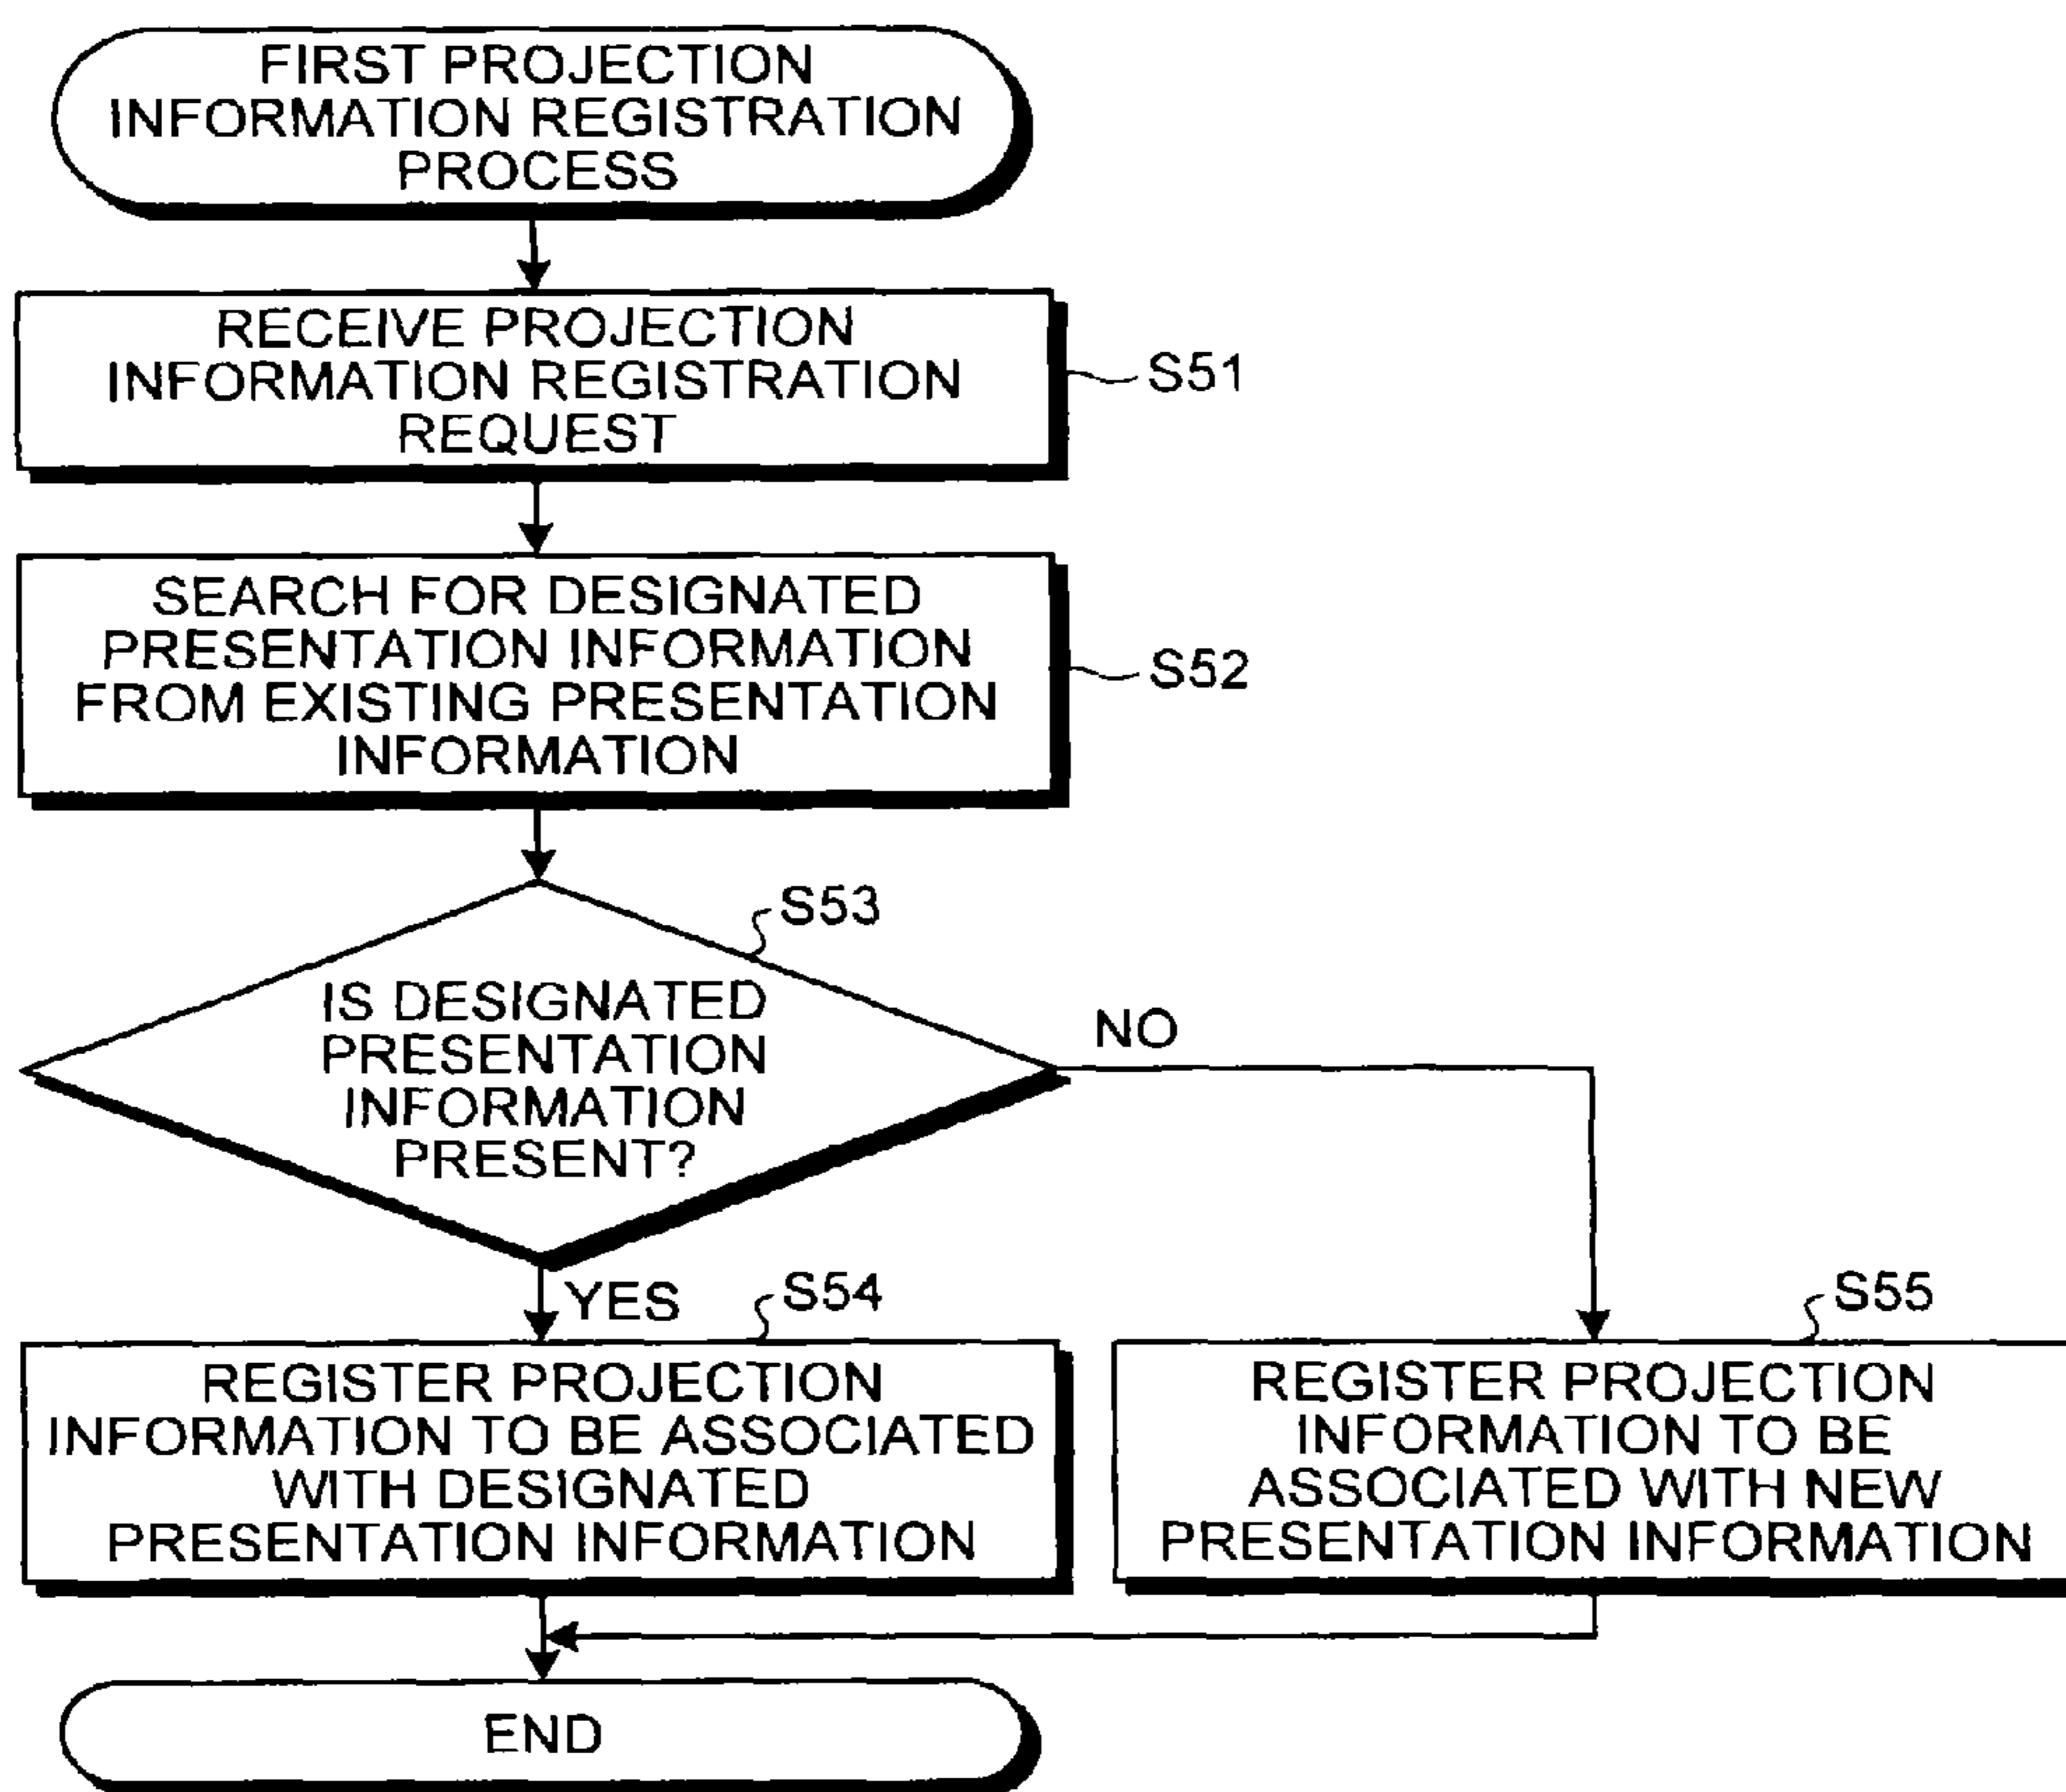 FIRST PROJECTION
INFORMATION REGISTRATION
PROCESS
RECEIVE PROJECTION
INFORMATION REGISTRATION
REQUEST
S51
SEARCH FOR DESIGNATED
PRESENTATION INFORMATION
FROM EXISTING PRESENTATION
INFORMATION
S52
S53
IS DESIGNATED
PRESENTATION
INFORMATION
PRESENT?
NO
YES
S54
REGISTER PROJECTION
INFORMATION TO BE ASSOCIATED
WITH DESIGNATED
PRESENTATION INFORMATION
S55
REGISTER PROJECTION
INFORMATION TO BE
ASSOCIATED WITH NEW
PRESENTATION INFORMATION
END